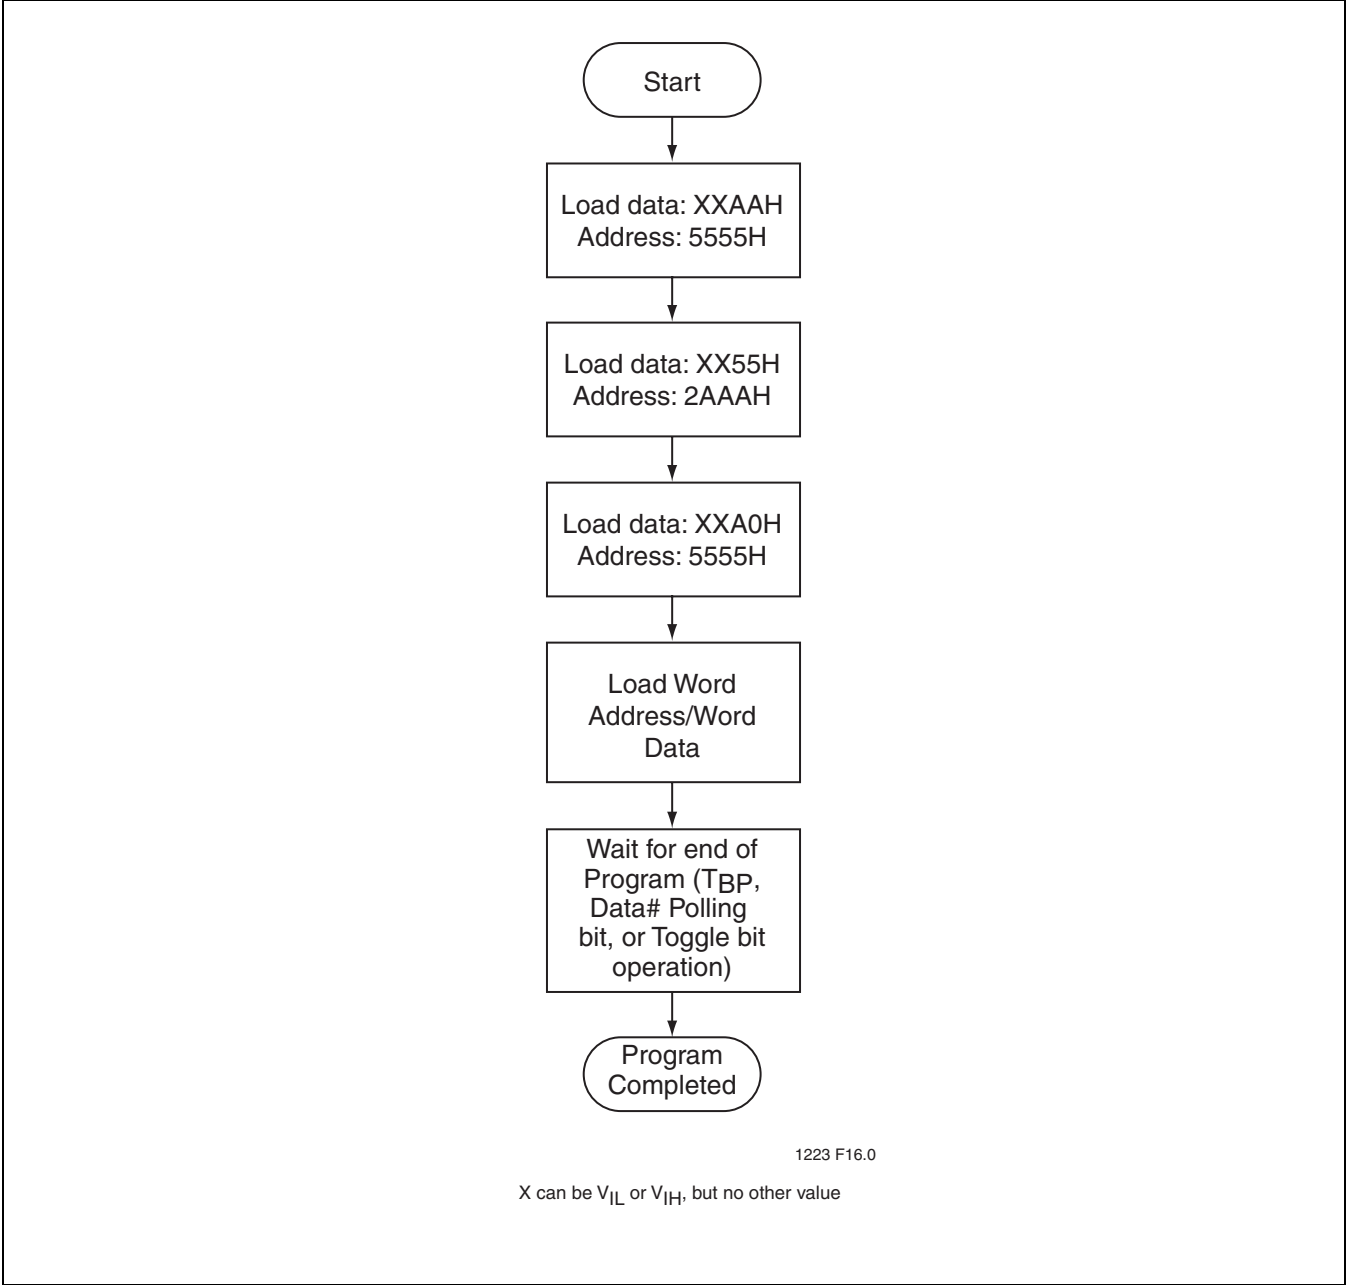 Start
Load data: XXAAH
Address: 5555H
Load data: XX55H
Address: 2AAAH
Load data: XXA0H
Address: 5555H
Load Word
Address/Word
Data
Wait for end of
Program (TBP,
Data# Polling
bit, or Toggle bit
operation)
Program
Completed
1223 F16.0
X can be VIL or VIH, but no other value